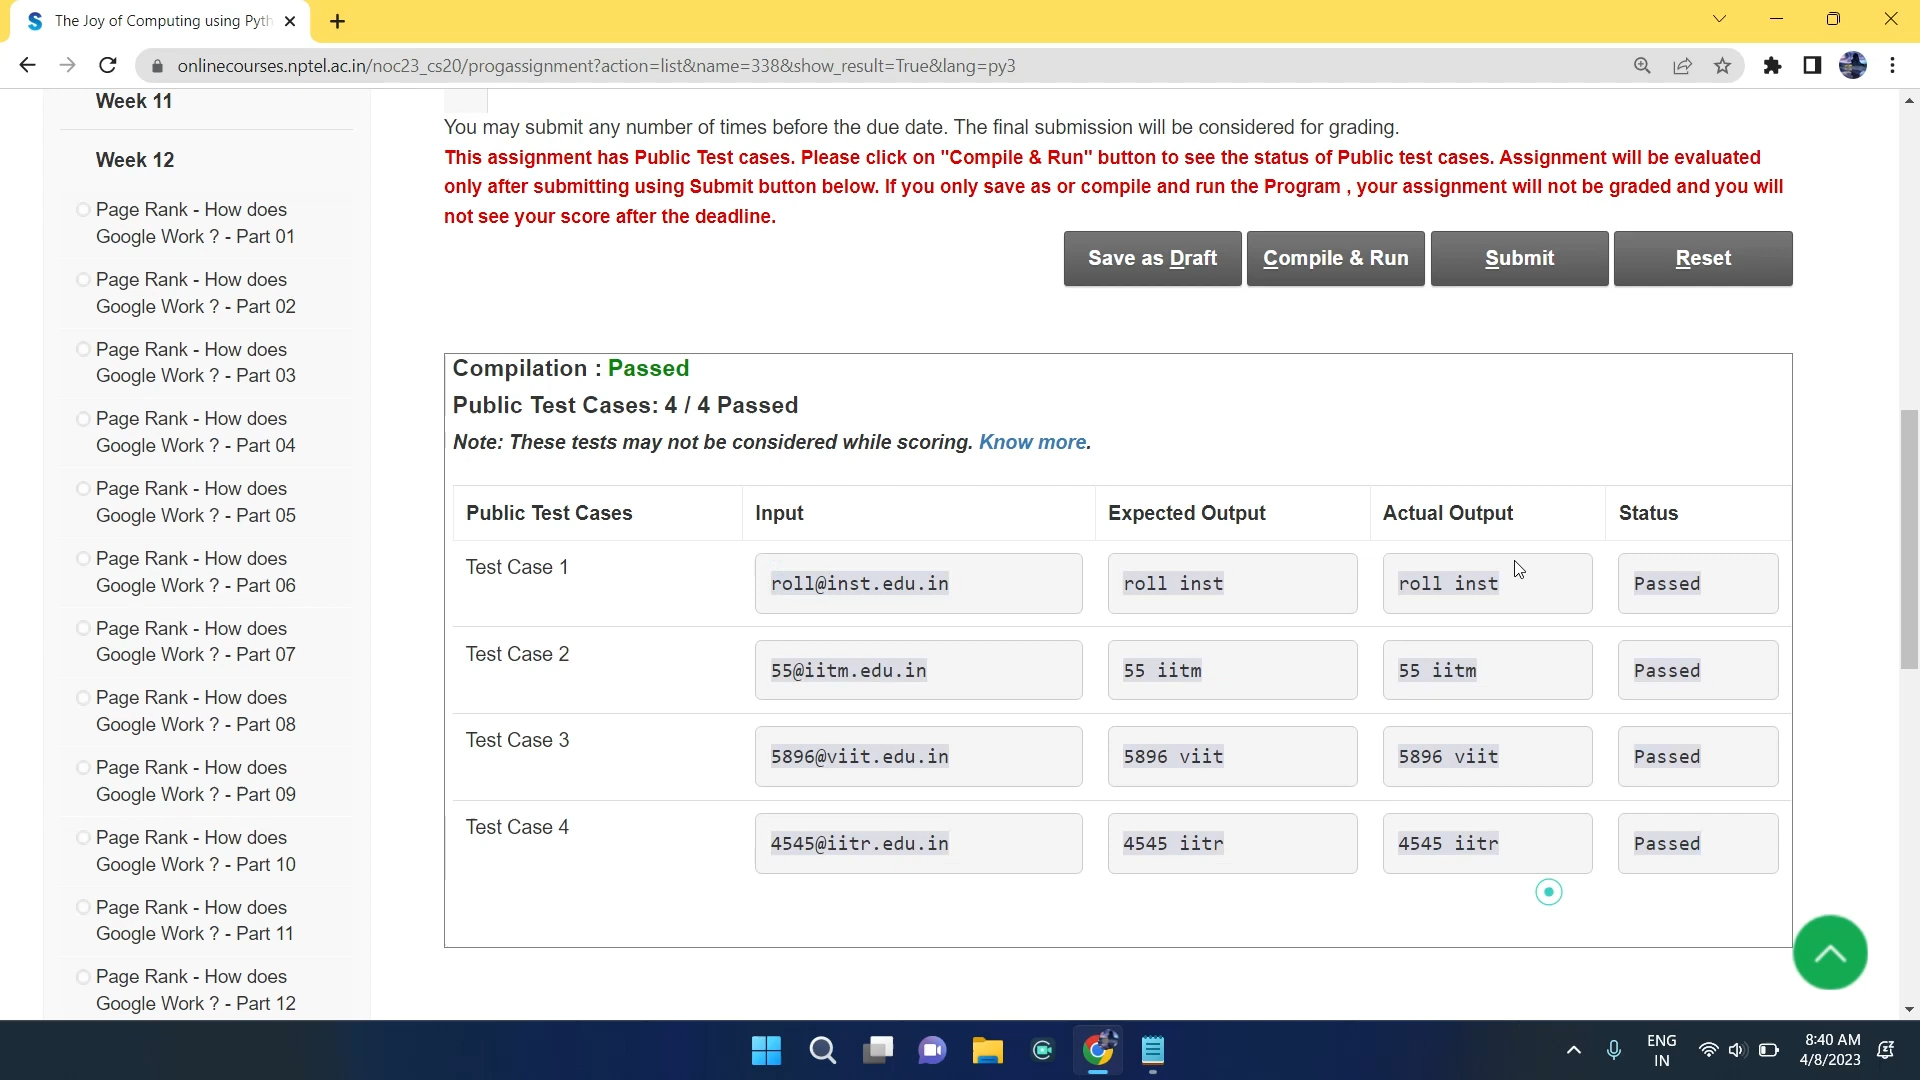 The Joy of Computing using Pyth
onlinecourses.nptel.ac.in/noc23_cs20/progassignment?action=list&name=338&show_result=True&lang=py3
Week 11
Week 12
Page Rank - How does
Google Work ? - Part 01
Page Rank - How does
Google Work ? - Part 02
Page Rank - How does
Google Work ? - Part 03
Page Rank - How does
Google Work ? - Part 04
Page Rank - How does
Google Work ? - Part 05
Page Rank - How does
Google Work ? - Part 06
Page Rank - How does
Google Work ? - Part 07
Page Rank - How does
Google Work ? - Part 08
Page Rank - How does
Google Work ? - Part 09
Page Rank - How does
Google Work ? - Part 10
Page Rank - How does
Google Work ? - Part 11
Page Rank - How does
Google Work ? - Part 12
You may submit any number of times before the due date. The final submission will be considered for grading.
This assignment has Public Test cases. Please click on "Compile & Run" button to see the status of Public test cases. Assignment will be evaluated
only after submitting using Submit button below. If you only save as or compile and run the Program , your assignment will not be graded and you will
not see your score after the deadline.
Save as Draft Compile & Run Submit Reset
Compilation : Passed
Public Test Cases: 4 / 4 Passed
Note: These tests may not be considered while scoring. Know more.
Public Test Cases Input Expected Output Actual Output Status
Test Case 1 roll@inst.edu.in roll inst roll inst Passed
Test Case 2 55@iitm.edu.in 55 iitm 55 iitm Passed
Test Case 3 5896@viit.edu.in 5896 viit 5896 viit Passed
Test Case 4 4545@iitr.edu.in 4545 iitr 4545 iitr Passed
ENG
IN
8:40 AM
4/8/2023